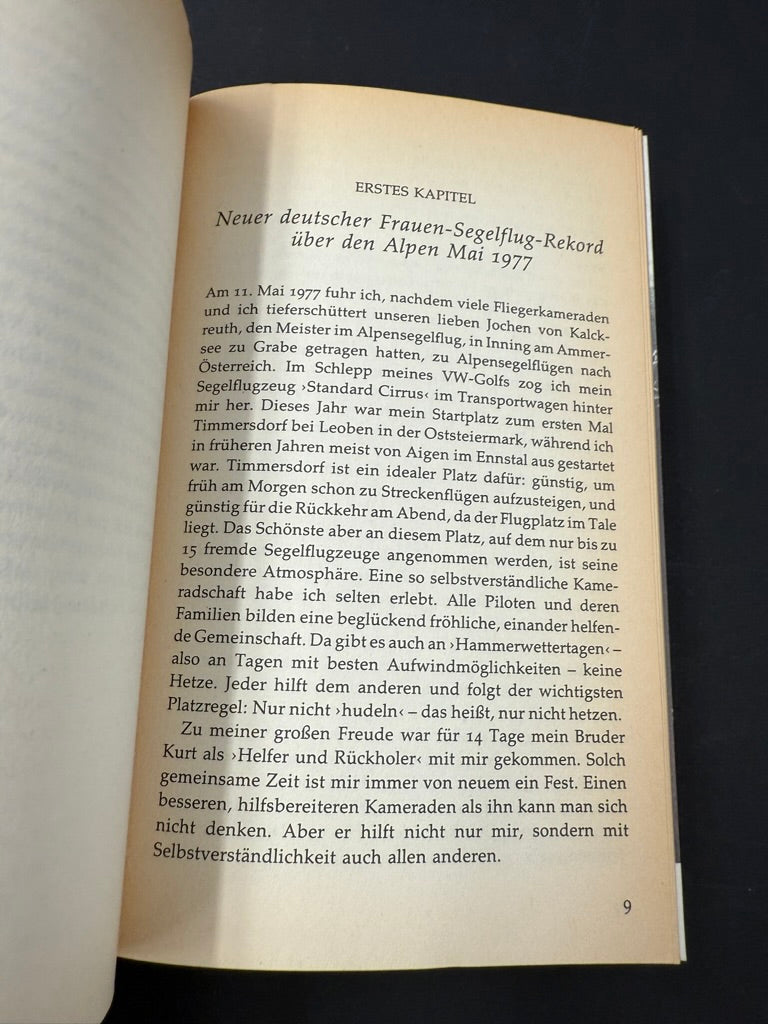 ERSTES KAPITEL
Neuer deutscher Frauen-Segelflug-Rekord
über den Alpen Mai 1977
Am 11. Mai 1977 fuhr ich, nachdem viele Fliegerkameraden
und ich tieferschüttert unseren lieben Jochen von Kalck-
reuth, den Meister im Alpensegelflug, in Inning am Ammer-
see zu Grabe getragen hatten, zu Alpensegelflügen nach
Österreich. Im Schlepp meines VW-Golfs zog ich mein
Segelflugzeug ›Standard Cirrus‹ im Transportwagen hinter
mir her. Dieses Jahr war mein Startplatz zum ersten Mal
Timmersdorf bei Leoben in der Oststeiermark, während ich
in früheren Jahren meist von Aigen im Ennstal aus gestartet
war. Timmersdorf ist ein idealer Platz dafür: günstig, um
früh am Morgen schon zu Streckenflügen aufzusteigen, und
günstig für die Rückkehr am Abend, da der Flugplatz im Tale
liegt. Das Schönste aber an diesem Platz, auf dem nur bis zu
15 fremde Segelflugzeuge angenommen werden, ist seine
besondere Atmosphäre. Eine so selbstverständliche Kame-
radschaft habe ich selten erlebt. Alle Piloten und deren
Familien bilden eine beglückend fröhliche, einander helfen-
de Gemeinschaft. Da gibt es auch an ›Hammerwettertagen‹ –
also an Tagen mit besten Aufwindmöglichkeiten – keine
Hetze. Jeder hilft dem anderen und folgt der wichtigsten
Platzregel: Nur nicht ›hudeln‹ – das heißt, nur nicht hetzen.
Zu meiner großen Freude war für 14 Tage mein Bruder
Kurt als ›Helfer und Rückholer‹ mit mir gekommen. Solch
gemeinsame Zeit ist mir immer von neuem ein Fest. Einen
besseren, hilfsbereiteren Kameraden als ihn kann man sich
nicht denken. Aber er hilft nicht nur mir, sondern mit
Selbstverständlichkeit auch allen anderen.
9